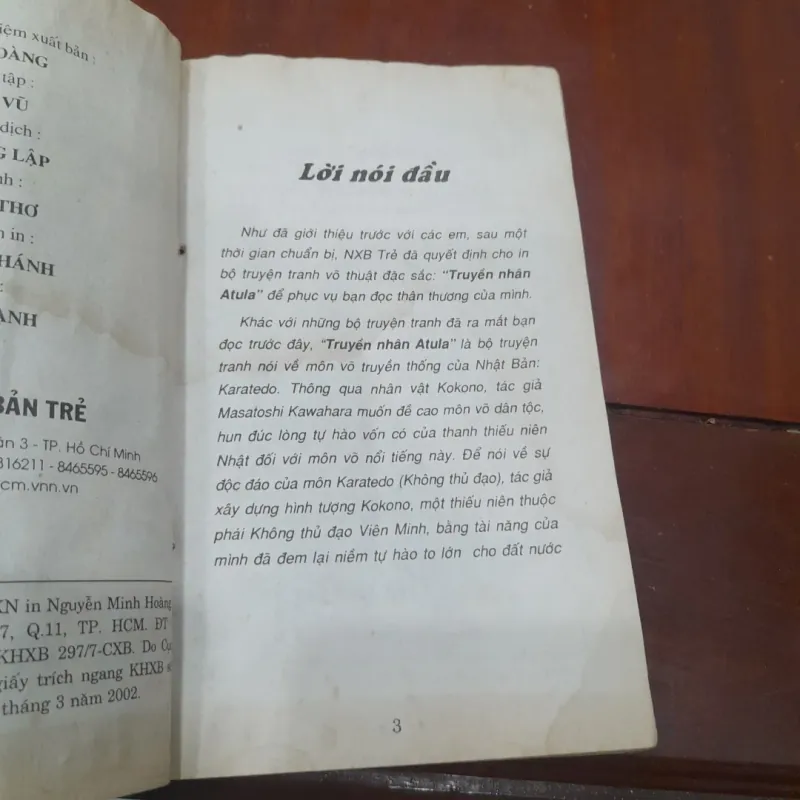 iệm xuất bản :
OÀNG
tập :
VŨ
dịch :
G LẬP
nh :
THƠ
n in :
HÁNH
:
ẠNH
BẢN TRẺ
ận 3 - TP. Hồ Chí Minh
316211 - 8465595 - 8465596
cm.vnn.vn
KN in Nguyễn Minh Hoàng
7, Q.11, TP. HCM. ĐT
KHXB 297/7-CXB. Do Cụ
giấy trích ngang KHXB s
tháng 3 năm 2002.
Lời nói đầu
Như đã giới thiệu trước với các em, sau một
thời gian chuẩn bị, NXB Trẻ đã quyết định cho in
bộ truyện tranh võ thuật đặc sắc: “Truyền nhân
Atula” để phục vụ bạn đọc thân thương của mình.
Khác với những bộ truyện tranh đã ra mắt bạn
đọc trước đây, “Truyền nhân Atula” là bộ truyện
tranh nói về môn võ truyền thống của Nhật Bản:
Karatedo. Thông qua nhân vật Kokono, tác giả
Masatoshi Kawahara muốn đề cao môn võ dân tộc,
hun đúc lòng tự hào vốn có của thanh thiếu niên
Nhật đối với môn võ nổi tiếng này. Để nói về sự
độc đáo của môn Karatedo (Không thủ đạo), tác giả
xây dựng hình tượng Kokono, một thiếu niên thuộc
phái Không thủ đạo Viên Minh, bằng tài năng của
mình đã đem lại niềm tự hào to lớn cho đất nước
3